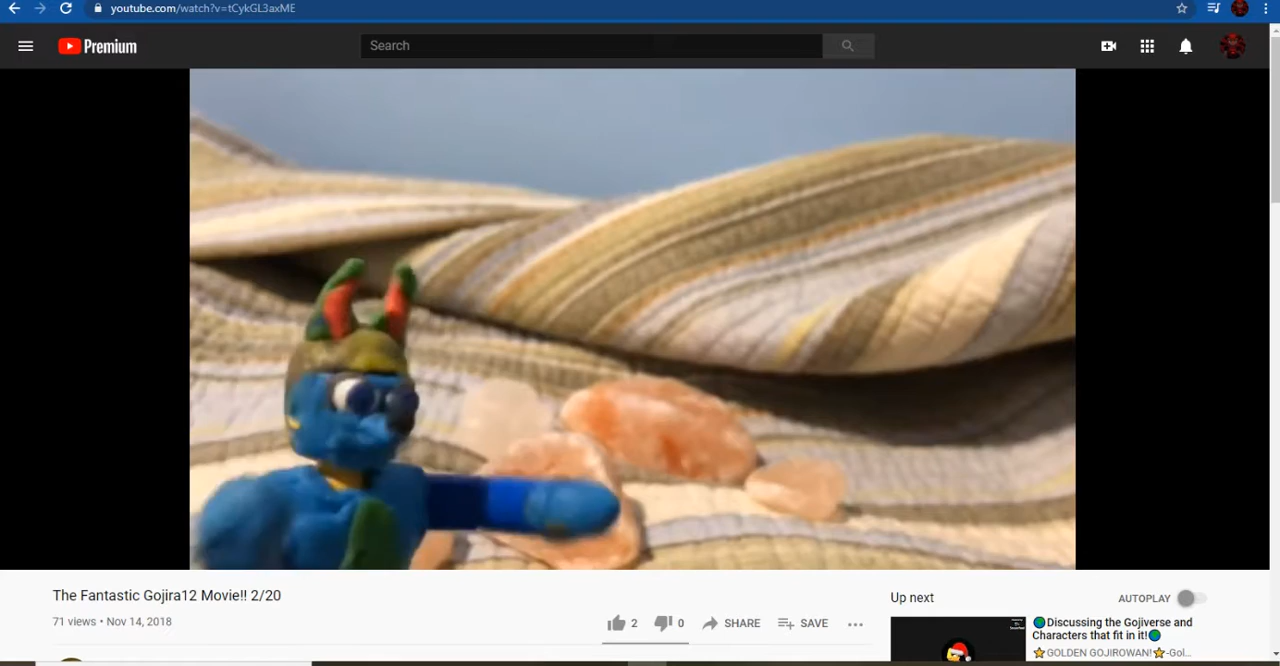 youtube.com/watch?v=tCykGL3axME
Premium
Search
The Fantastic Gojira12 Movie!! 2/20
71 views • Nov 14, 2018
2
0
SHARE
SAVE
Up next
AUTOPLAY
🌎Discussing the Gojiverse and
Characters that fit in it!🌎
⭐GOLDEN GOJIROWAN!⭐-Gol...